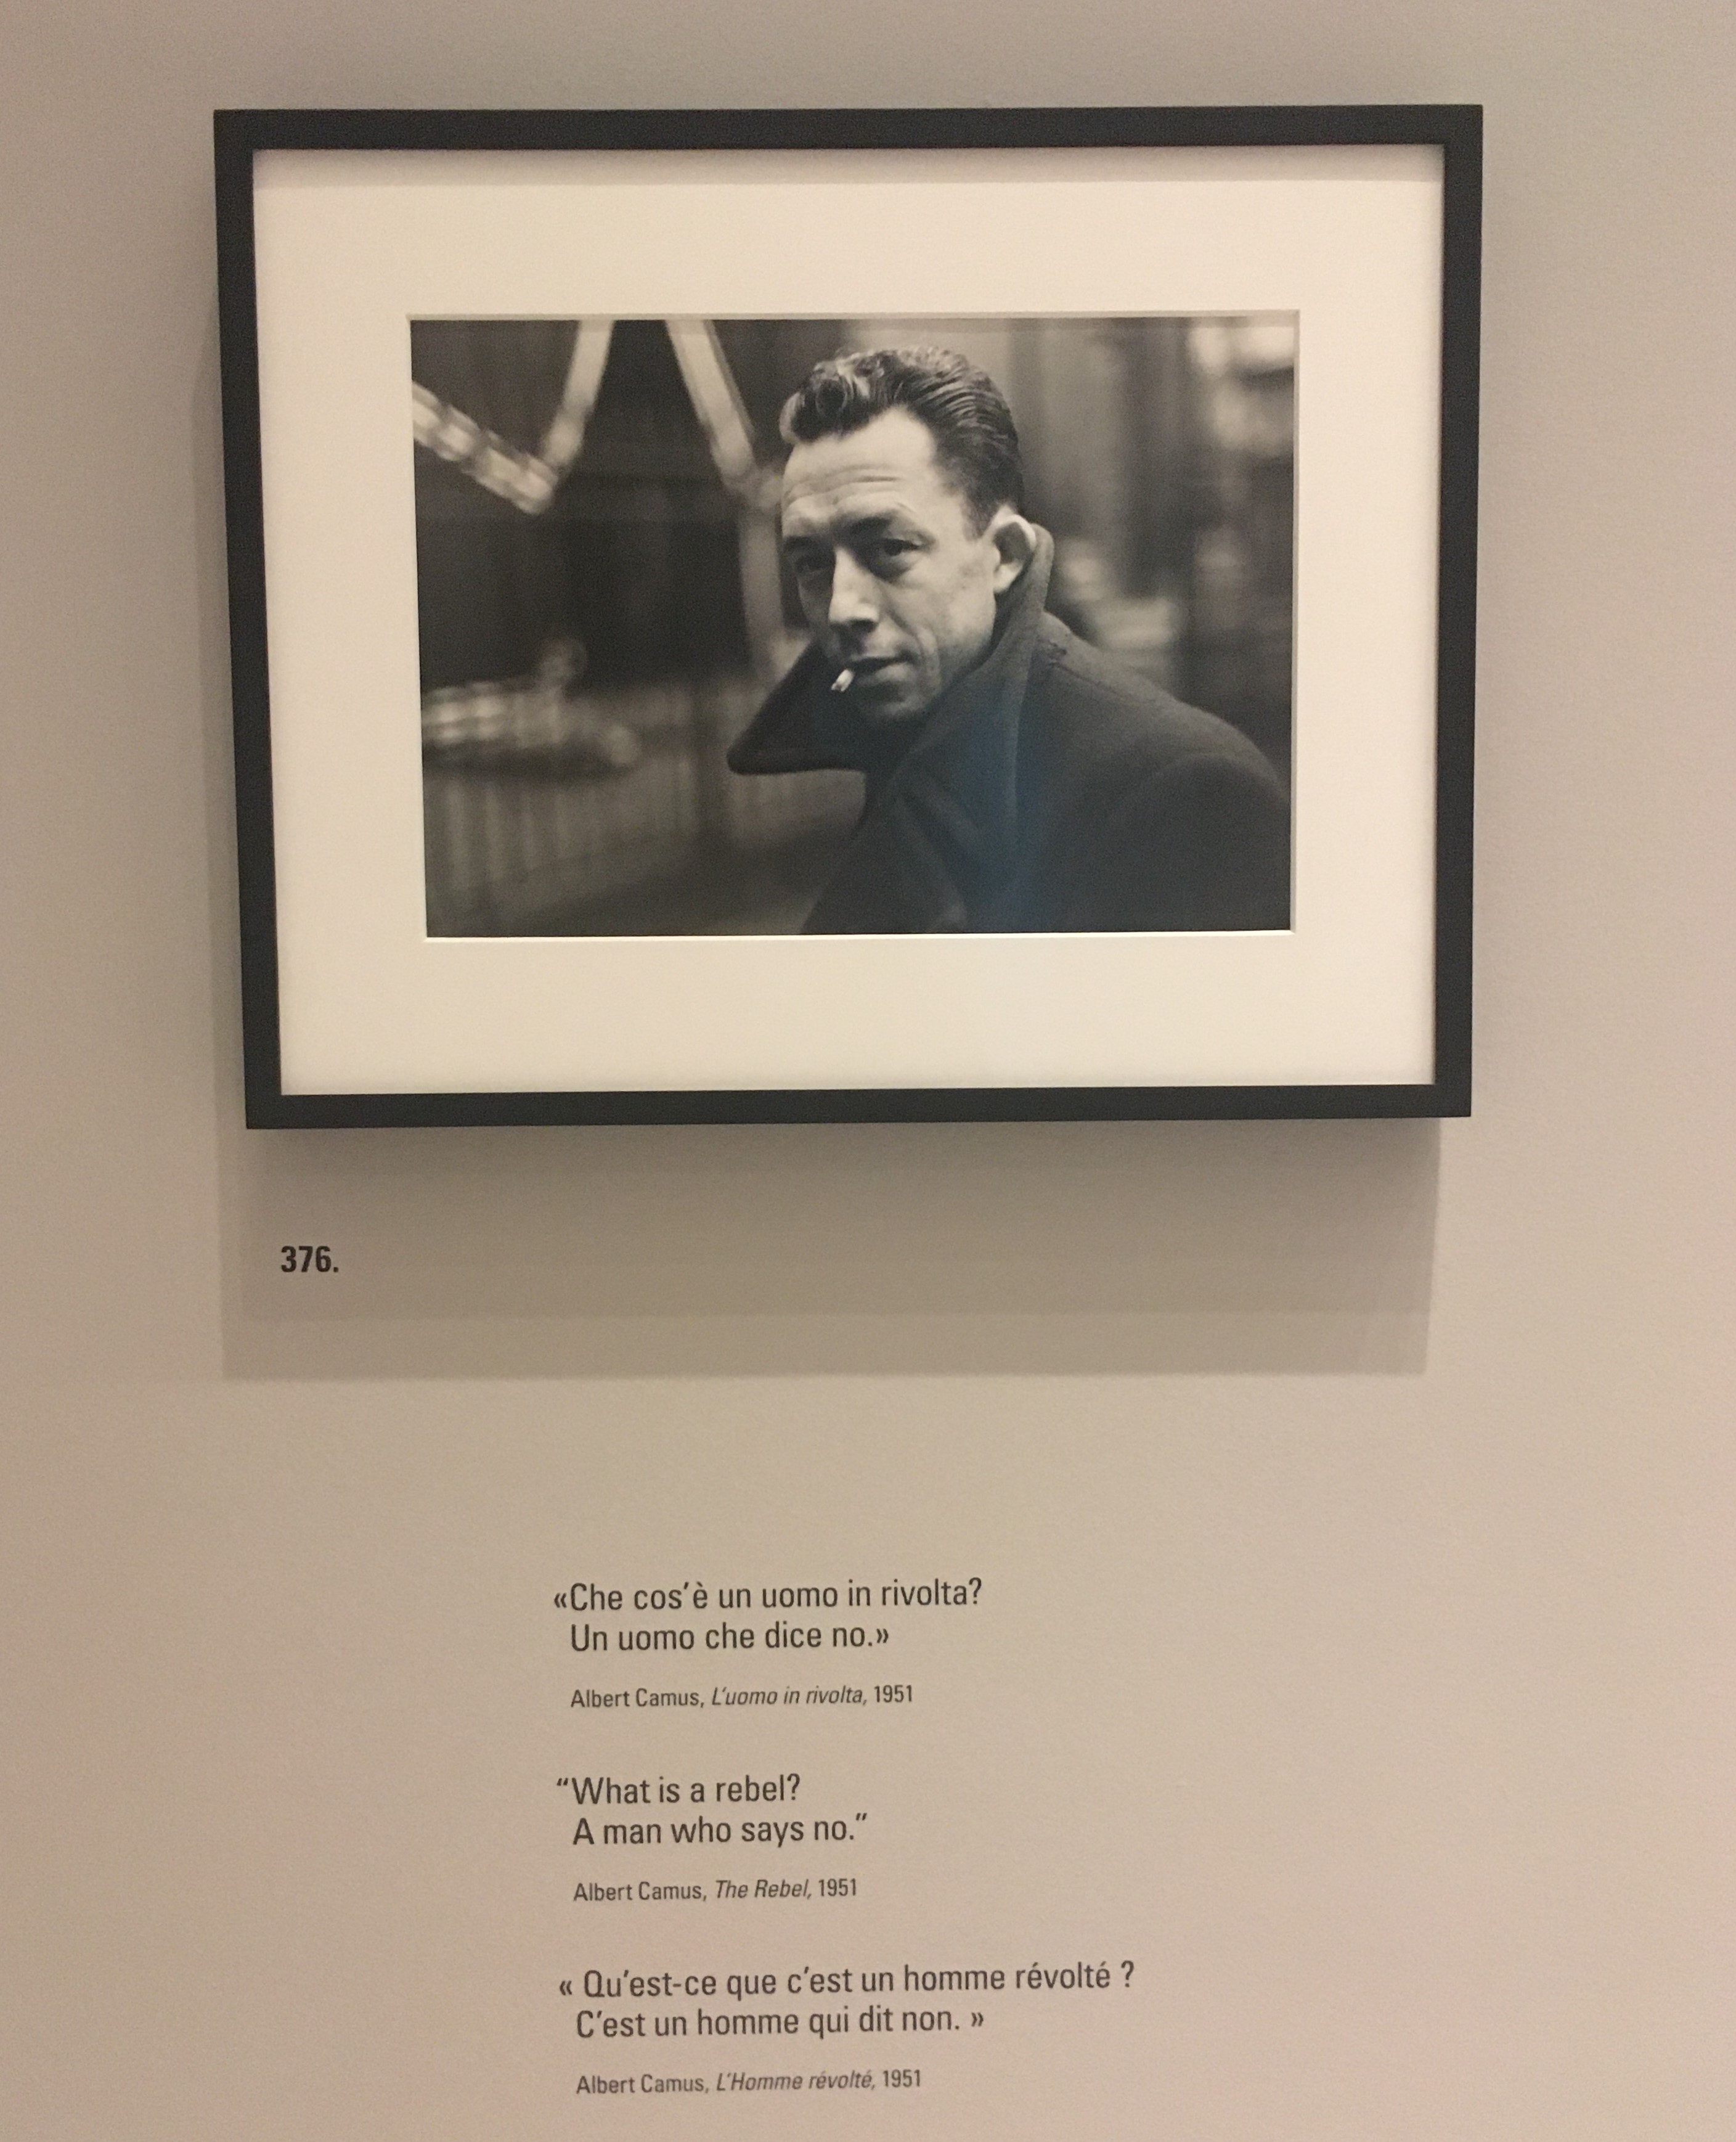 376.
«Che cos’è un uomo in rivolta?
Un uomo che dice no.»
Albert Camus, L’uomo in rivolta, 1951
“What is a rebel?
A man who says no.”
Albert Camus, The Rebel, 1951
« Qu’est-ce que c’est un homme révolté ?
C’est un homme qui dit non. »
Albert Camus, L’Homme révolté, 1951